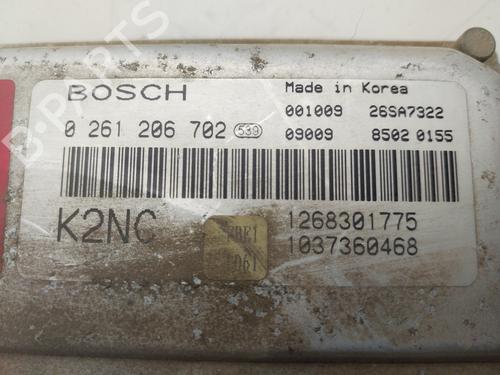 BOSCH
Made in Korea
001009 26SA7322
0 261 206 702 539
09009 8502 0155
K2NC
1268301775
1037360468
B-PARTS